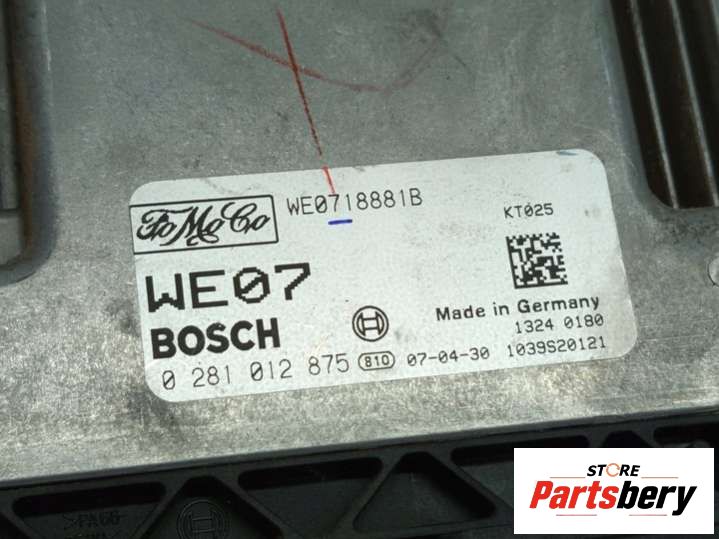 FoMoCo WE0718881B
KT025
WE07
BOSCH
Made in Germany
1324 0180
0 281 012 875 810 07-04-30 1039S20121
>PA66
STORE
Partsbery